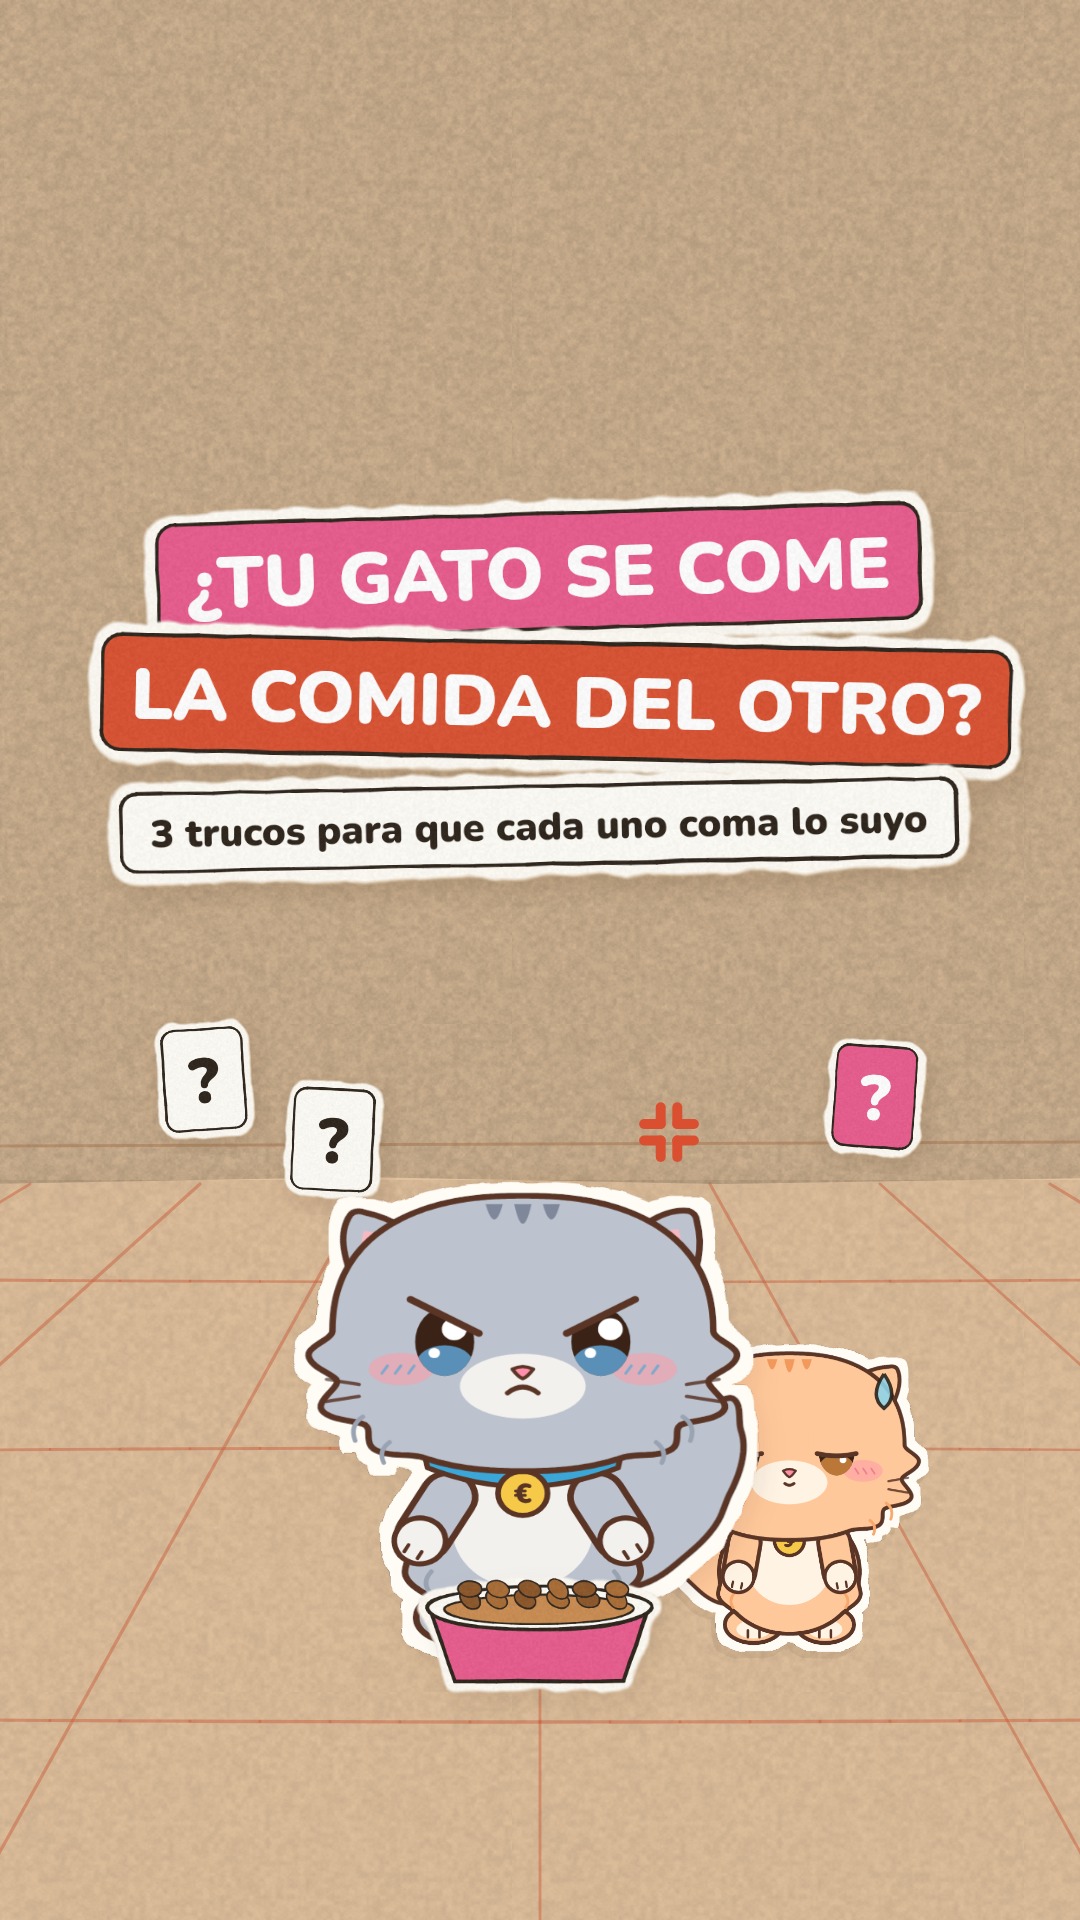 ¿TU GATO SE COME
LA COMIDA DEL OTRO?
3 trucos para que cada uno coma lo suyo
?
?
?
€